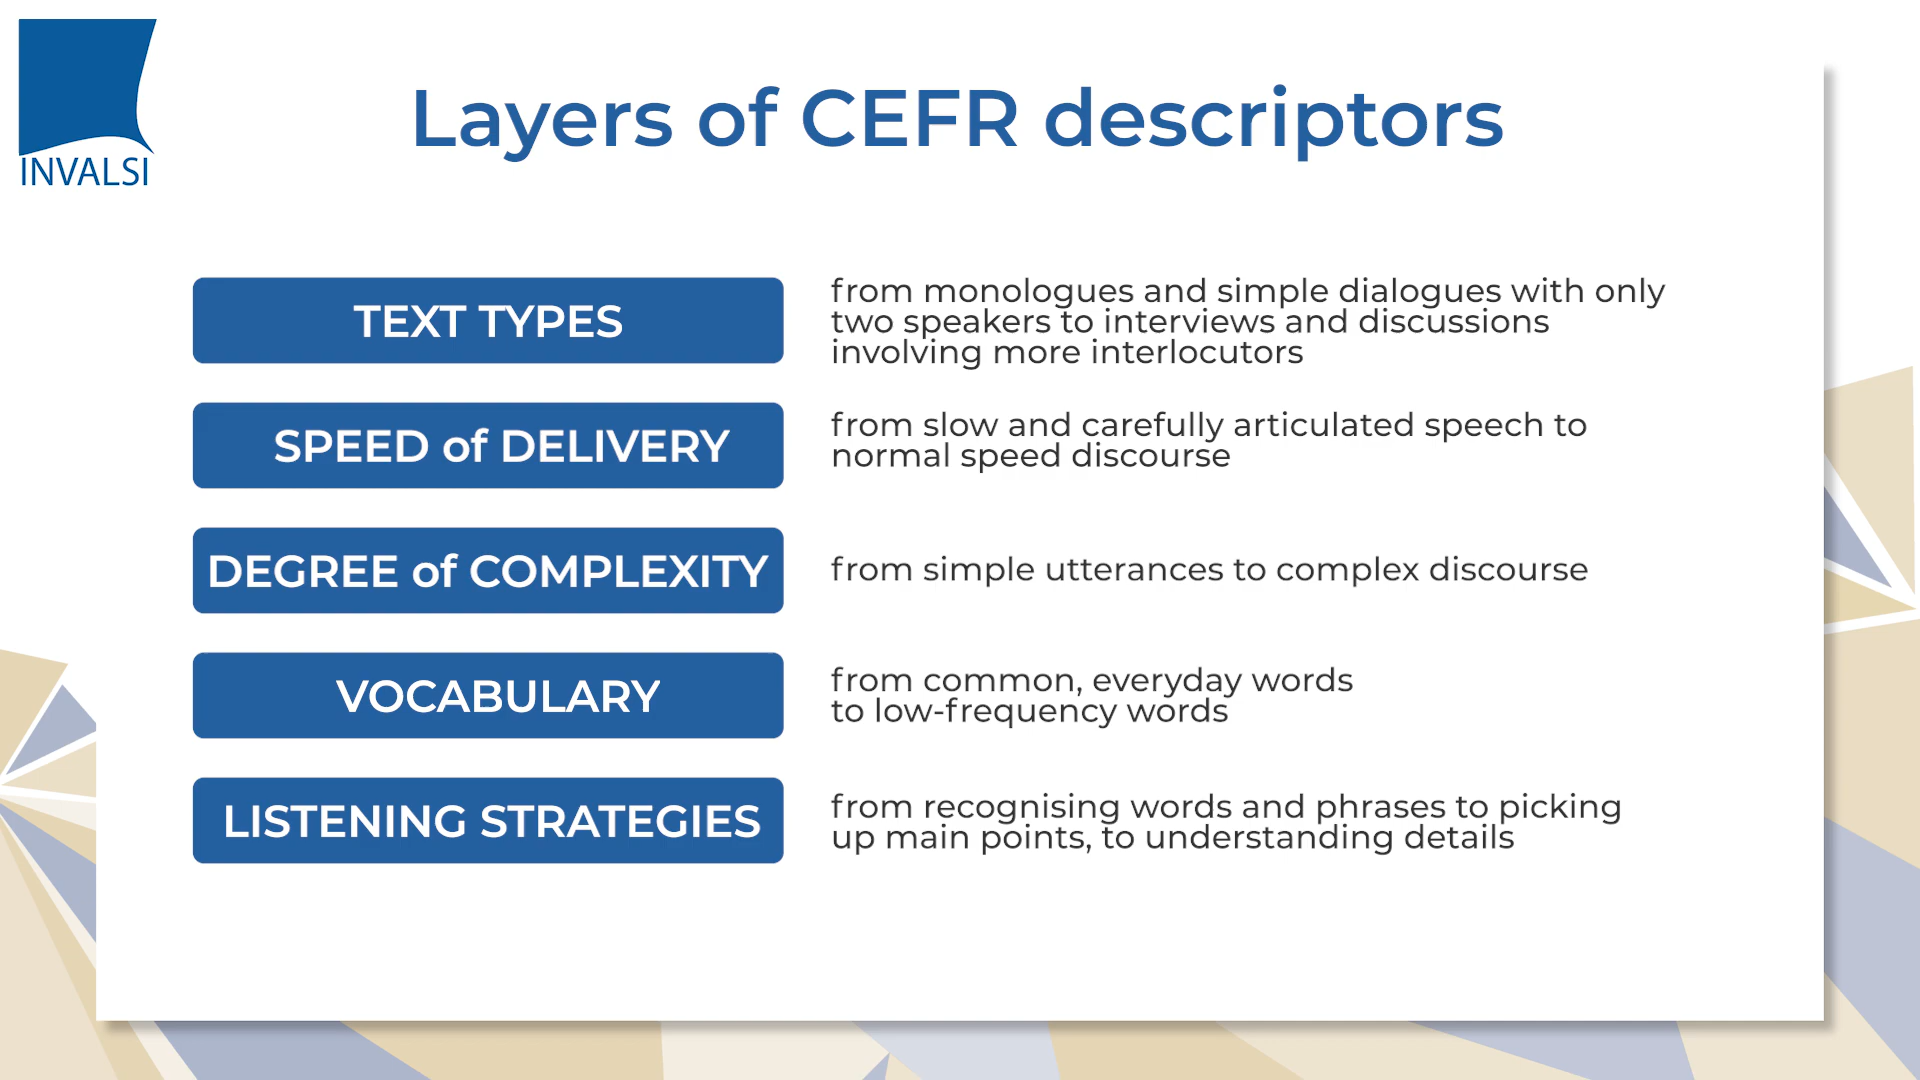 INVALSI
Layers of CEFR descriptors
TEXT TYPES
from monologues and simple dialogues with only
two speakers to interviews and discussions
involving more interlocutors
SPEED of DELIVERY
from slow and carefully articulated speech to
normal speed discourse
DEGREE of COMPLEXITY
from simple utterances to complex discourse
VOCABULARY
from common, everyday words
to low-frequency words
LISTENING STRATEGIES
from recognising words and phrases to picking
up main points, to understanding details